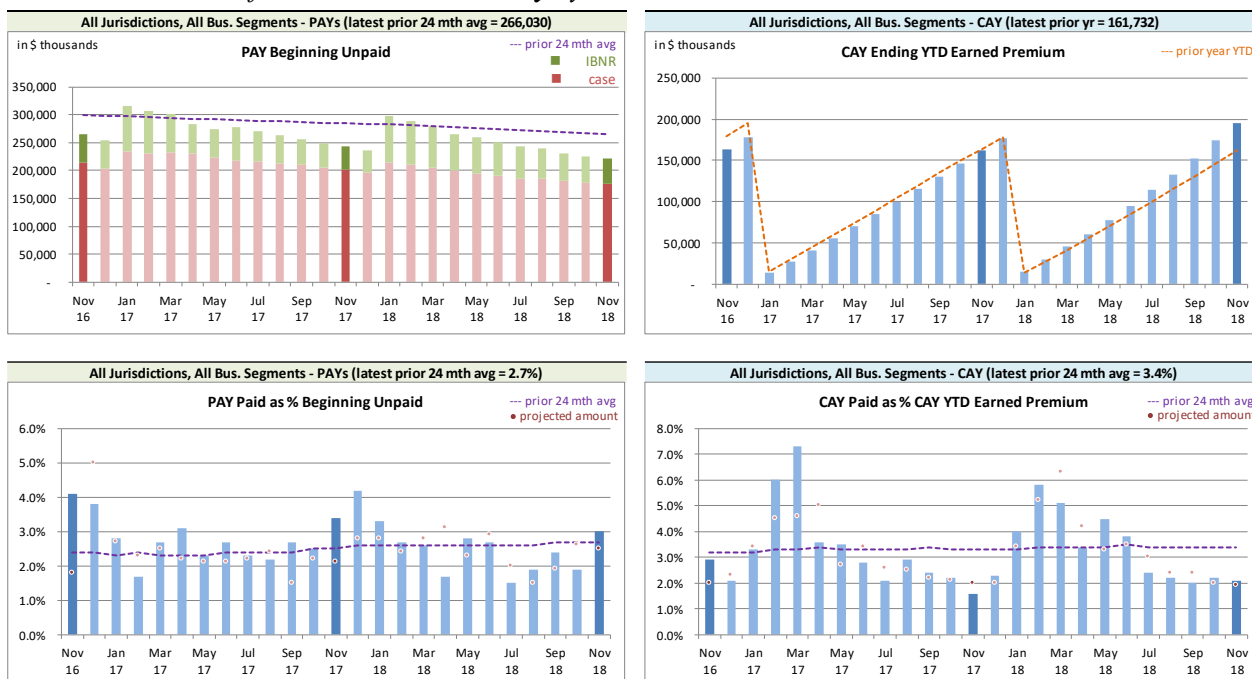 All Jurisdictions, All Bus. Segments - PAYs (latest prior 24 mth avg = 266,030)
in $ thousands
PAY Beginning Unpaid
--- prior 24 mth avg
IBNR
case
350,000
300,000
250,000
200,000
150,000
100,000
50,000
-
Nov Jan Mar May Jul Sep Nov Jan Mar May Jul Sep Nov
16 17 17 17 17 17 17 18 18 18 18 18 18
All Jurisdictions, All Bus. Segments - CAY (latest prior yr = 161,732)
in $ thousands
CAY Ending YTD Earned Premium
--- prior year YTD
250,000
200,000
150,000
100,000
50,000
-
Nov Jan Mar May Jul Sep Nov Jan Mar May Jul Sep Nov
16 17 17 17 17 17 17 18 18 18 18 18 18
All Jurisdictions, All Bus. Segments - PAYs (latest prior 24 mth avg = 2.7%)
PAY Paid as % Beginning Unpaid
--- prior 24 mth avg
• projected amount
6.0%
5.0%
4.0%
3.0%
2.0%
1.0%
0.0%
Nov Jan Mar May Jul Sep Nov Jan Mar May Jul Sep Nov
16 17 17 17 17 17 17 18 18 18 18 18 18
All Jurisdictions, All Bus. Segments - CAY (latest prior 24 mth avg = 3.4%)
CAY Paid as % CAY YTD Earned Premium
--- prior 24 mth avg
• projected amount
8.0%
7.0%
6.0%
5.0%
4.0%
3.0%
2.0%
1.0%
0.0%
Nov Jan Mar May Jul Sep Nov Jan Mar May Jul Sep Nov
16 17 17 17 17 17 17 18 18 18 18 18 18